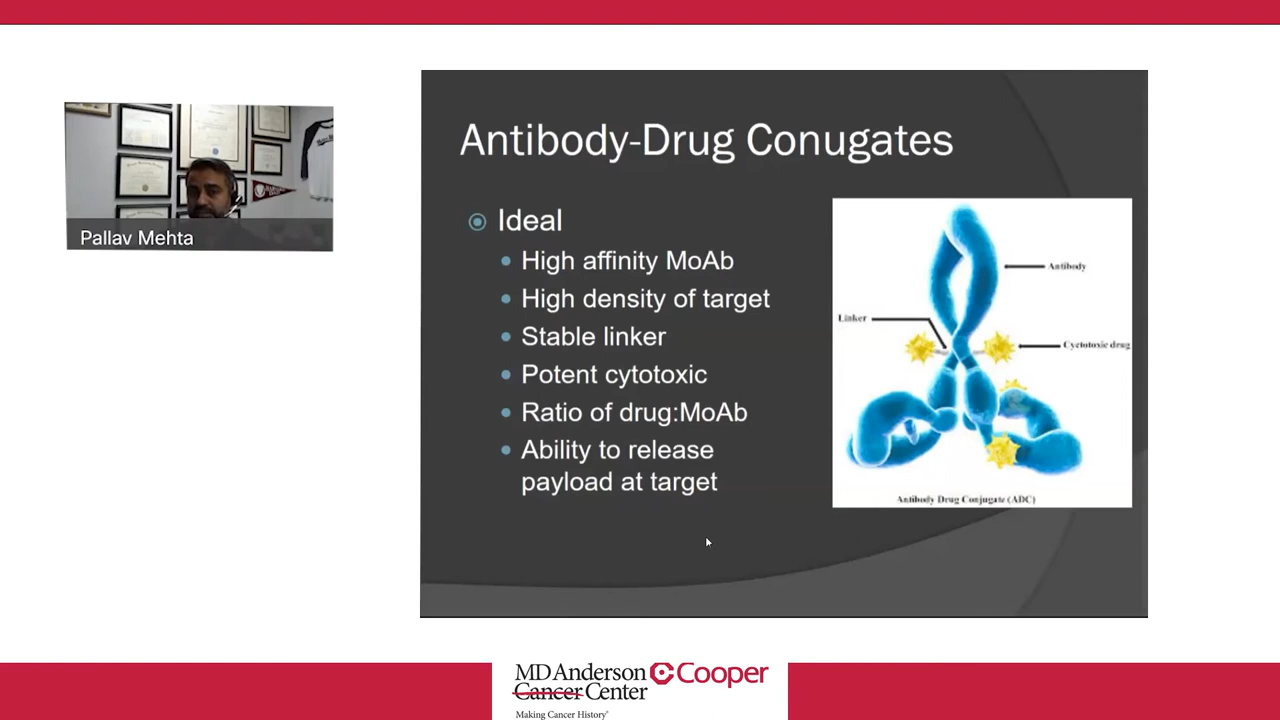 Pallav Mehta
Antibody-Drug Conugates
Ideal
High affinity MoAb
High density of target
Stable linker
Potent cytotoxic
Ratio of drug:MoAb
Ability to release
payload at target
Antibody
Linker
Cyctotoxic drug
Antibody Drug Conjugate (ADC)
MD Anderson
Cancer Center
Making Cancer History®
Cooper